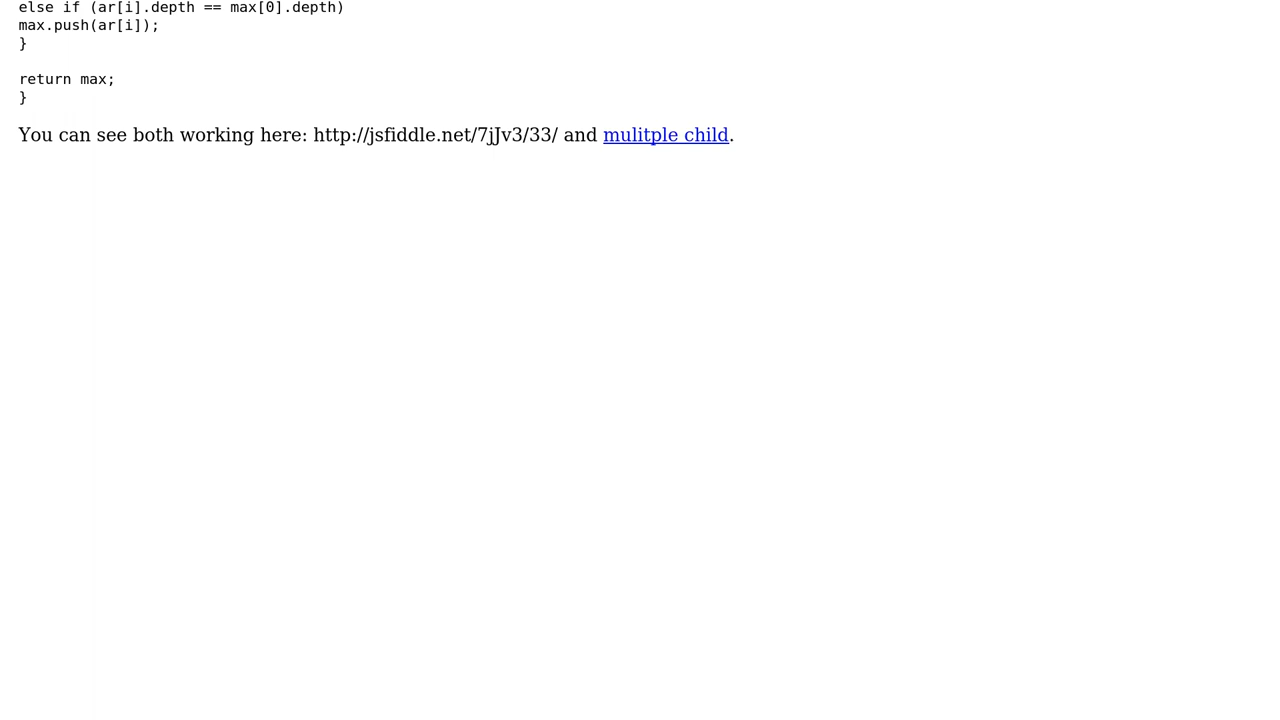 else if (ar[i].depth == max[0].depth)
max.push(ar[i]);
}
return max;
}
You can see both working here: http://jsfiddle.net/7jJv3/33/ and mulitple child.